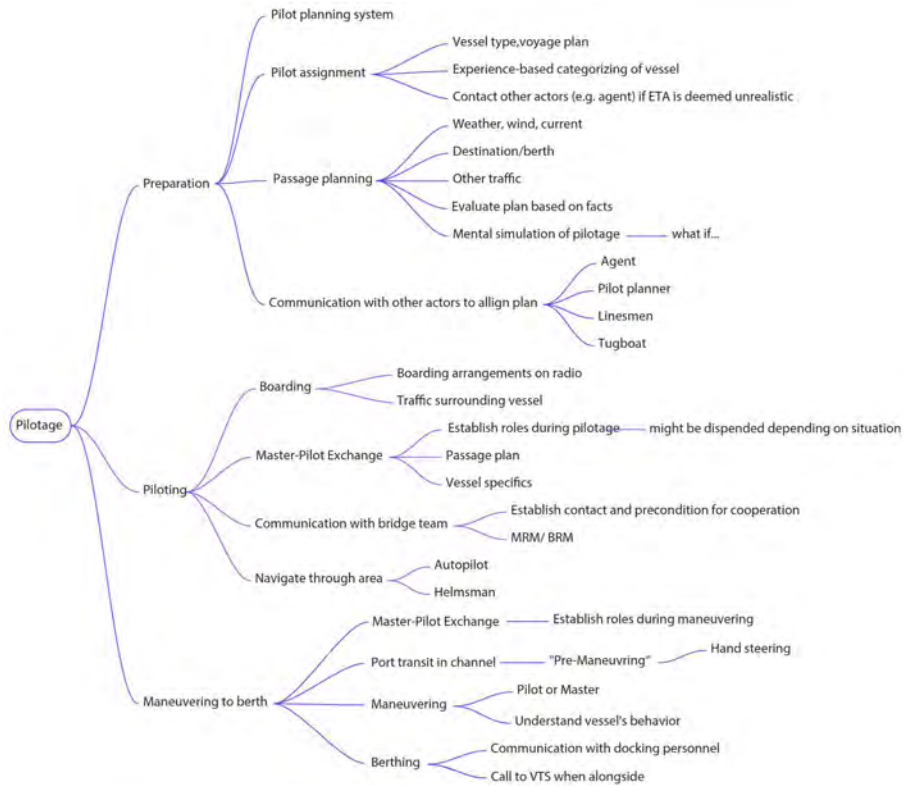 Pilotage
Preparation
Pilot planning system
Pilot assignment
Vessel type,voyage plan
Experience-based categorizing of vessel
Contact other actors (e.g. agent) if ETA is deemed unrealistic
Passage planning
Weather, wind, current
Destination/berth
Other traffic
Evaluate plan based on facts
Mental simulation of pilotage
what if...
Communication with other actors to allign plan
Agent
Pilot planner
Linesmen
Tugboat
Piloting
Boarding
Boarding arrangements on radio
Traffic surrounding vessel
Master-Pilot Exchange
Establish roles during pilotage
might be dispended depending on situation
Passage plan
Vessel specifics
Communication with bridge team
Establish contact and precondition for cooperation
MRM/ BRM
Navigate through area
Autopilot
Helmsman
Maneuvering to berth
Master-Pilot Exchange
Establish roles during maneuvering
Port transit in channel
"Pre-Maneuvring"
Hand steering
Maneuvering
Pilot or Master
Understand vessel's behavior
Berthing
Communication with docking personnel
Call to VTS when alongside